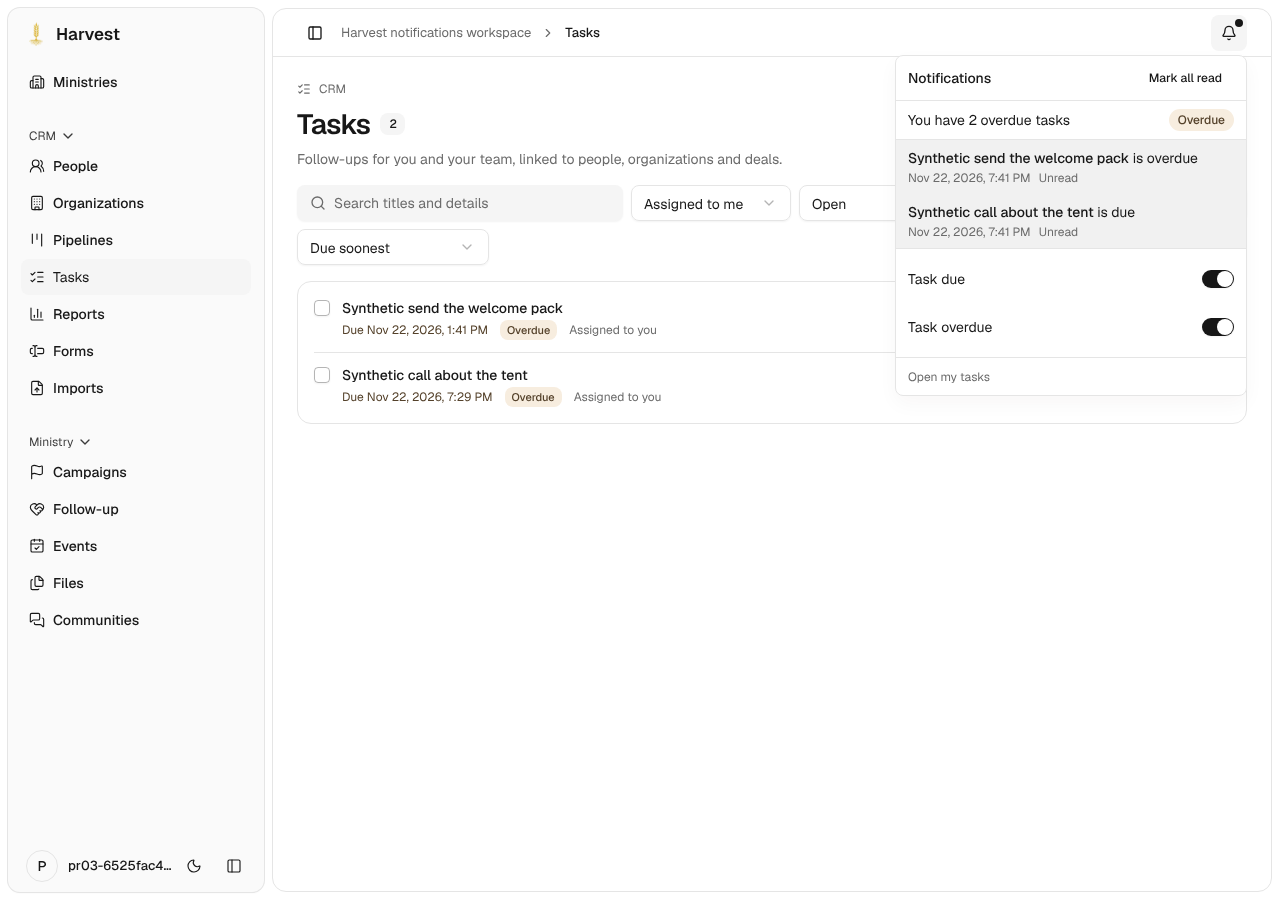 Harvest
Ministries
CRM
People
Organizations
Pipelines
Tasks
Reports
Forms
Imports
Ministry
Campaigns
Follow-up
Events
Files
Communities
P pr03-6525fac4…
Harvest notifications workspace > Tasks
CRM
Tasks 2
Follow-ups for you and your team, linked to people, organizations and deals.
Search titles and details
Assigned to me
Open
Due soonest
Synthetic send the welcome pack
Due Nov 22, 2026, 1:41 PM Overdue Assigned to you
Synthetic call about the tent
Due Nov 22, 2026, 7:29 PM Overdue Assigned to you
Notifications Mark all read
You have 2 overdue tasks Overdue
Synthetic send the welcome pack is overdue
Nov 22, 2026, 7:41 PM Unread
Synthetic call about the tent is due
Nov 22, 2026, 7:41 PM Unread
Task due
Task overdue
Open my tasks